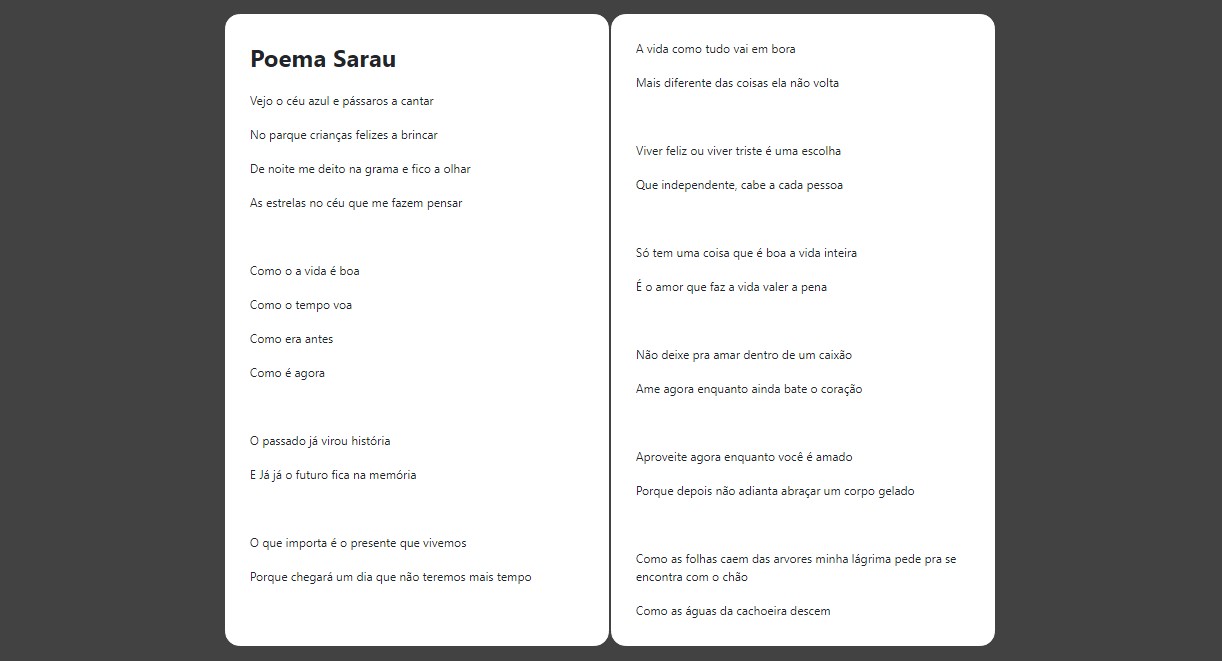 Poema Sarau
Vejo o céu azul e pássaros a cantar
No parque crianças felizes a brincar
De noite me deito na grama e fico a olhar
As estrelas no céu que me fazem pensar
Como o a vida é boa
Como o tempo voa
Como era antes
Como é agora
O passado já virou história
E Já já o futuro fica na memória
O que importa é o presente que vivemos
Porque chegará um dia que não teremos mais tempo
A vida como tudo vai em bora
Mais diferente das coisas ela não volta
Viver feliz ou viver triste é uma escolha
Que independente, cabe a cada pessoa
Só tem uma coisa que é boa a vida inteira
É o amor que faz a vida valer a pena
Não deixe pra amar dentro de um caixão
Ame agora enquanto ainda bate o coração
Aproveite agora enquanto você é amado
Porque depois não adianta abraçar um corpo gelado
Como as folhas caem das arvores minha lágrima pede pra se
encontra com o chão
Como as águas da cachoeira descem